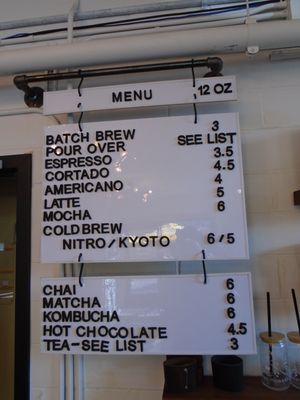 MENU 12 OZ
BATCH BREW 3
POUR OVER SEE LIST
ESPRESSO 3.5
CORTADO 4.5
AMERICANO 4
LATTE 5
MOCHA 6
COLD BREW
NITRO/KYOTO 6/5
CHAI 6
MATCHA 6
KOMBUCHA 6
HOT CHOCOLATE 4.5
TEA-SEE LIST 3